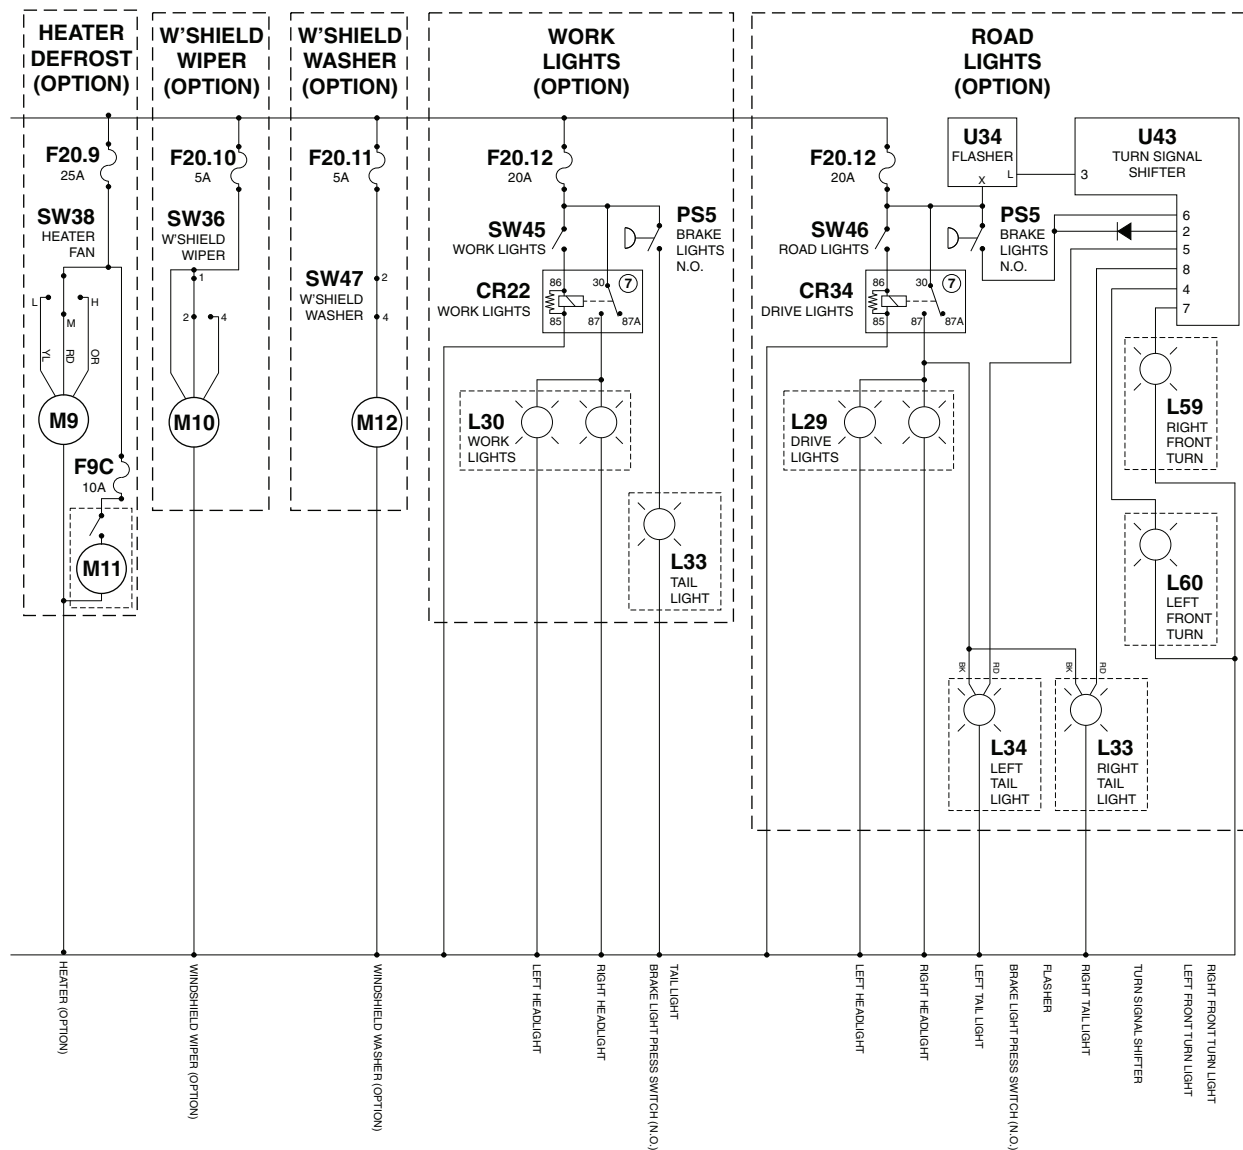 HEATER
DEFROST
(OPTION)
F20.9
25A
SW38
HEATER
FAN
L
H
M
YL
RD
OR
M9
F9C
10A
M11
W'SHIELD
WIPER
(OPTION)
F20.10
5A
SW36
W'SHIELD
WIPER
1
2
4
M10
W'SHIELD
WASHER
(OPTION)
F20.11
5A
SW47
W'SHIELD
WASHER
2
4
M12
WORK
LIGHTS
(OPTION)
F20.12
20A
SW45
WORK LIGHTS
PS5
BRAKE
LIGHTS
N.O.
CR22
WORK LIGHTS
86
30
7
85
87
87A
L30
WORK
LIGHTS
L33
TAIL
LIGHT
ROAD
LIGHTS
(OPTION)
F20.12
20A
U34
FLASHER
L
X
U43
TURN SIGNAL
SHIFTER
3
6
2
5
8
4
7
SW46
ROAD LIGHTS
PS5
BRAKE
LIGHTS
N.O.
CR34
DRIVE LIGHTS
86
30
7
85
87
87A
L29
DRIVE
LIGHTS
L59
RIGHT
FRONT
TURN
L60
LEFT
FRONT
TURN
BK
RD
BK
RD
L34
LEFT
TAIL
LIGHT
L33
RIGHT
TAIL
LIGHT
HEATER (OPTION)
WINDSHIELD WIPER (OPTION)
WINDSHIELD WASHER (OPTION)
LEFT HEADLIGHT
RIGHT HEADLIGHT
BRAKE LIGHT PRESS SWITCH (N.O.)
TAIL LIGHT
LEFT HEADLIGHT
RIGHT HEADLIGHT
LEFT TAIL LIGHT
BRAKE LIGHT PRESS SWITCH (N.O.)
FLASHER
RIGHT TAIL LIGHT
TURN SIGNAL SHIFTER
LEFT FRONT TURN LIGHT
RIGHT FRONT TURN LIGHT